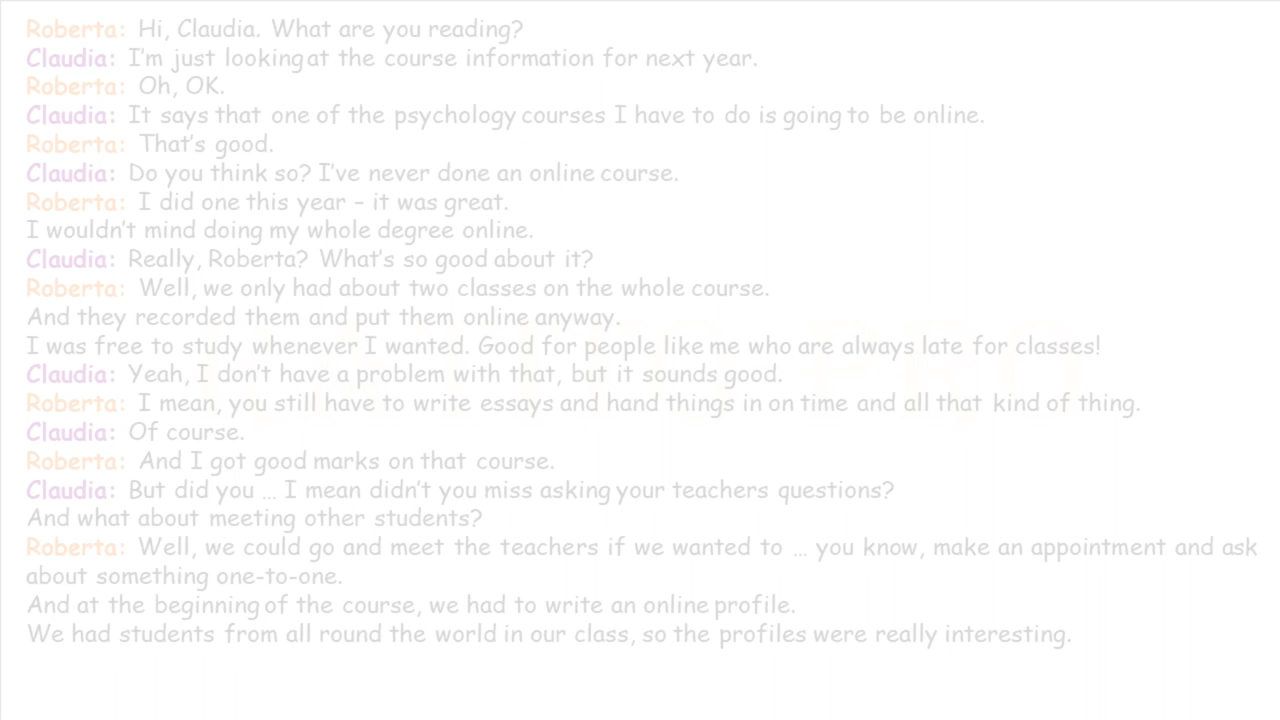 Roberta: Hi, Claudia. What are you reading?
Claudia: I'm just looking at the course information for next year.
Roberta: Oh, OK.
Claudia: It says that one of the psychology courses I have to do is going to be online.
Roberta: That's good.
Claudia: Do you think so? I've never done an online course.
Roberta: I did one this year – it was great.
I wouldn't mind doing my whole degree online.
Claudia: Really, Roberta? What's so good about it?
Roberta: Well, we only had about two classes on the whole course.
And they recorded them and put them online anyway.
I was free to study whenever I wanted. Good for people like me who are always late for classes!
Claudia: Yeah, I don't have a problem with that, but it sounds good.
Roberta: I mean, you still have to write essays and hand things in on time and all that kind of thing.
Claudia: Of course.
Roberta: And I got good marks on that course.
Claudia: But did you … I mean didn't you miss asking your teachers questions?
And what about meeting other students?
Roberta: Well, we could go and meet the teachers if we wanted to … you know, make an appointment and ask
about something one-to-one.
And at the beginning of the course, we had to write an online profile.
We had students from all round the world in our class, so the profiles were really interesting.